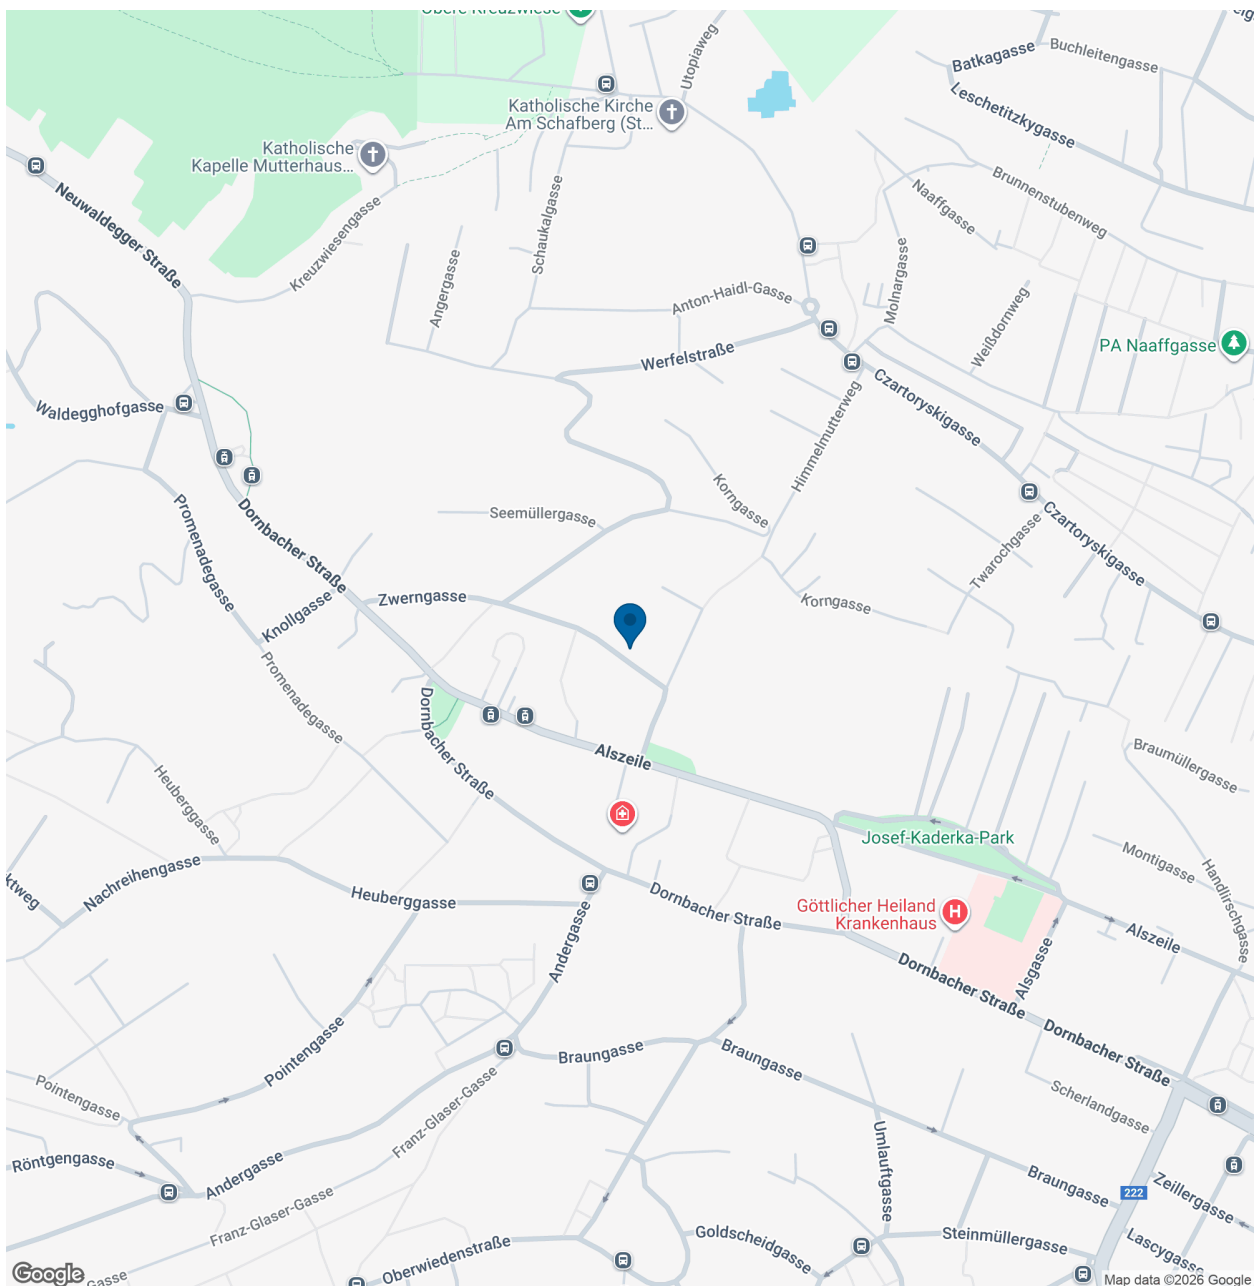 Obere Kreuzwiese
Utopiaweg
Batkagasse
Buchleitengasse
Leschetitzkygasse
Katholische Kirche
Am Schafberg (St...
Katholische
Kapelle Mutterhaus...
Neuwaldegger Straße
Kreuzwiesengasse
Schaukalgasse
Angergasse
Naaffgasse
Brunnenstubenweg
Molnargasse
Anton-Haidl-Gasse
Weißdornweg
PA Naaffgasse
Werfelstraße
Czartoryskigasse
Waldegghofgasse
Himmelmutterweg
Korngasse
Seemüllergasse
Promenadegasse
Dornbacher Straße
Czartoryskigasse
Twarochgasse
Zwerngasse
Knollgasse
Korngasse
Promenadegasse
Dornbacher Straße
Alszeile
Braumüllergasse
Heuberggasse
Josef-Kaderka-Park
Montigasse
Handlirschgasse
Nachreihengasse
Heuberggasse
Dornbacher Straße
Göttlicher Heiland
Krankenhaus
Alszeile
Andergasse
Alsgasse
Dornbacher Straße
Dornbacher Straße
Pointengasse
Braungasse
Braungasse
Pointengasse
Scherlandgasse
Franz-Glaser-Gasse
Umlauftgasse
Röntgengasse
Andergasse
Braungasse
222
Zeillergasse
Franz-Glaser-Gasse
Goldscheidgasse
Steinmüllergasse
Lascygasse
Oberwiedenstraße
Google
Map data ©2026 Google